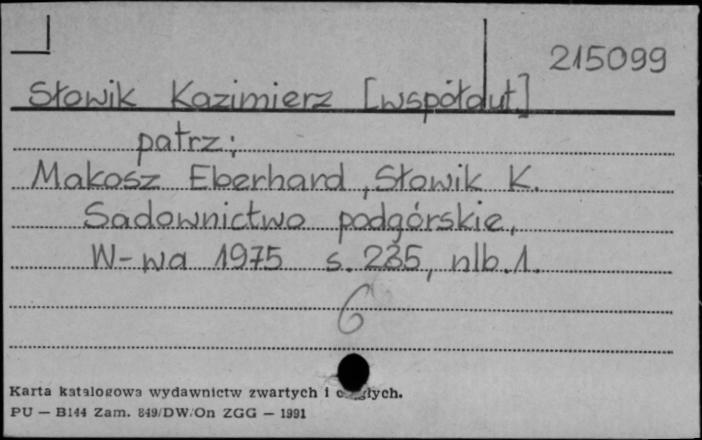 215099
Słowik Kazimierz [współaut.]
patrz:
Makosz Eberhard, Słowik K.
Sadownictwo podgórskie,
W-wa 1975 s. 235, nlb. 1.
6
Karta katalogowa wydawnictw zwartych i
PU — B144 Zam. 849/DW/On ZGG — 1991